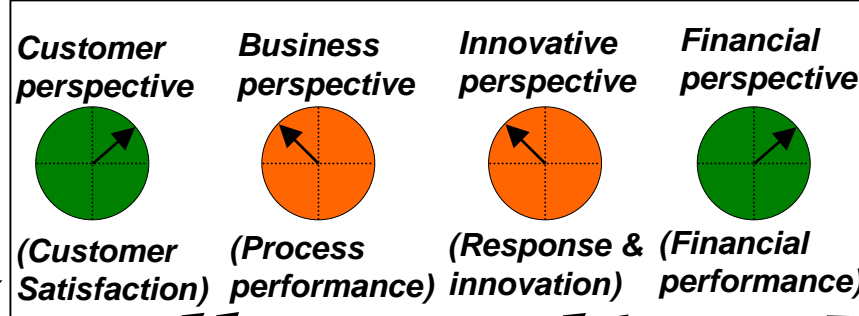 Customer
perspective
Business
perspective
Innovative
perspective
Financial
perspective
(Customer
Satisfaction)
(Process
performance)
(Response &
innovation)
(Financial
performance)